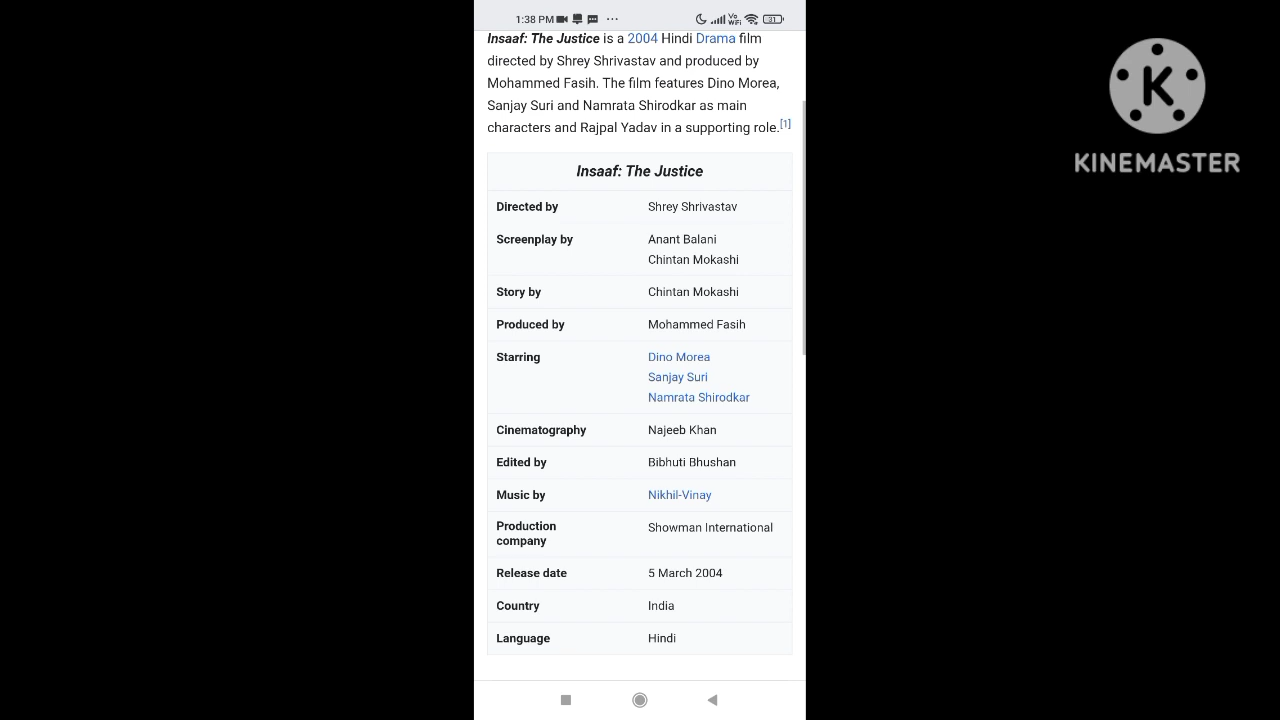 1:38 PM
Vo
WiFi
31
Insaaf: The Justice is a 2004 Hindi Drama film
directed by Shrey Shrivastav and produced by
Mohammed Fasih. The film features Dino Morea,
Sanjay Suri and Namrata Shirodkar as main
characters and Rajpal Yadav in a supporting role.[1]
Insaaf: The Justice
Directed by Shrey Shrivastav
Screenplay by Anant Balani
Chintan Mokashi
Story by Chintan Mokashi
Produced by Mohammed Fasih
Starring Dino Morea
Sanjay Suri
Namrata Shirodkar
Cinematography Najeeb Khan
Edited by Bibhuti Bhushan
Music by Nikhil-Vinay
Production Showman International
company
Release date 5 March 2004
Country India
Language Hindi
K
KINEMASTER